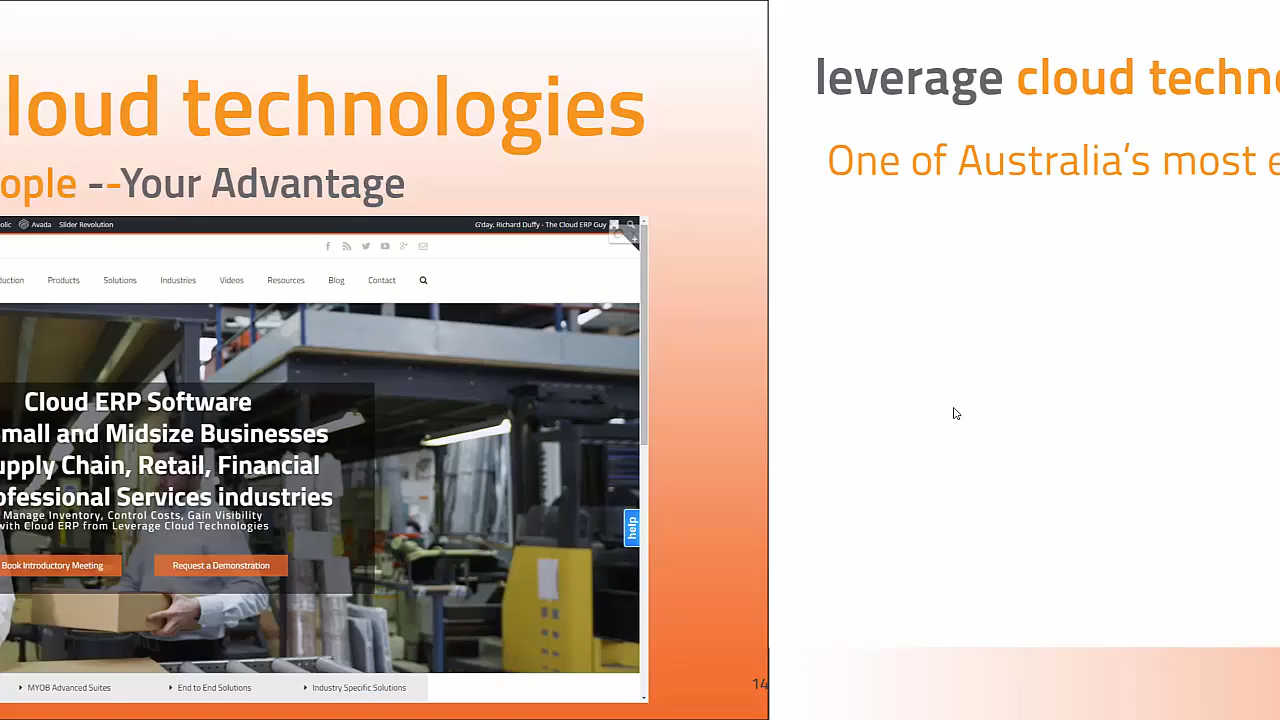 loud technologies
ople --Your Advantage
olic Avada Slider Revolution G'day, Richard Duffy - The Cloud ERP Guy
uction Products Solutions Industries Videos Resources Blog Contact
Cloud ERP Software
mall and Midsize Businesses
upply Chain, Retail, Financial
ofessional Services industries
Manage Inventory, Control Costs, Gain Visibility
with Cloud ERP from Leverage Cloud Technologies
Book Introductory Meeting Request a Demonstration
help
MYOB Advanced Suites End to End Solutions Industry Specific Solutions
14
leverage cloud techno
One of Australia's most e